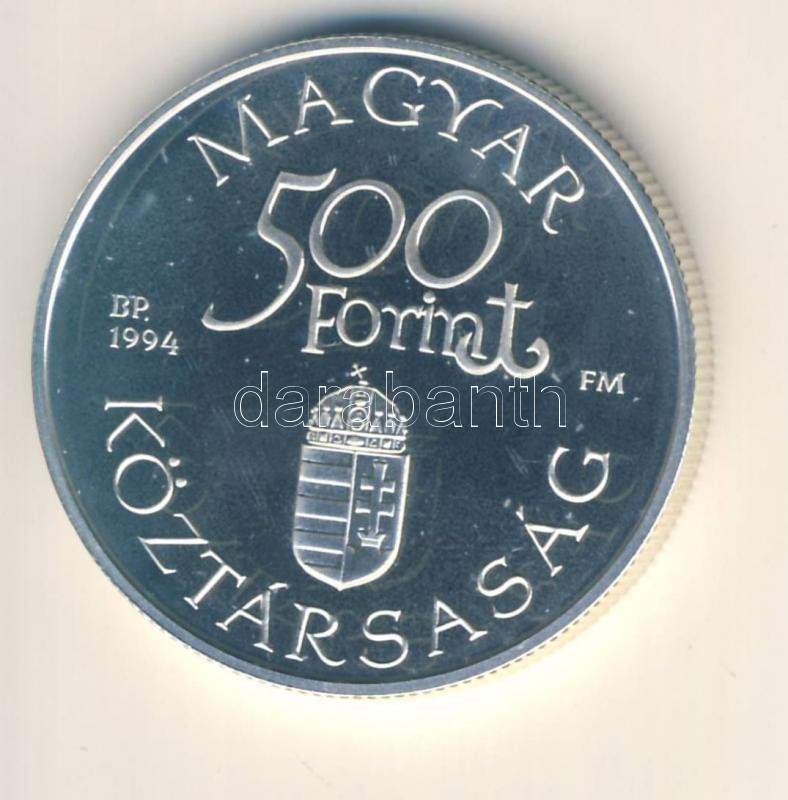 MAGYAR
500
Forint
BP.
1994
FM
darabanth
KÖZTÁRSASÁG